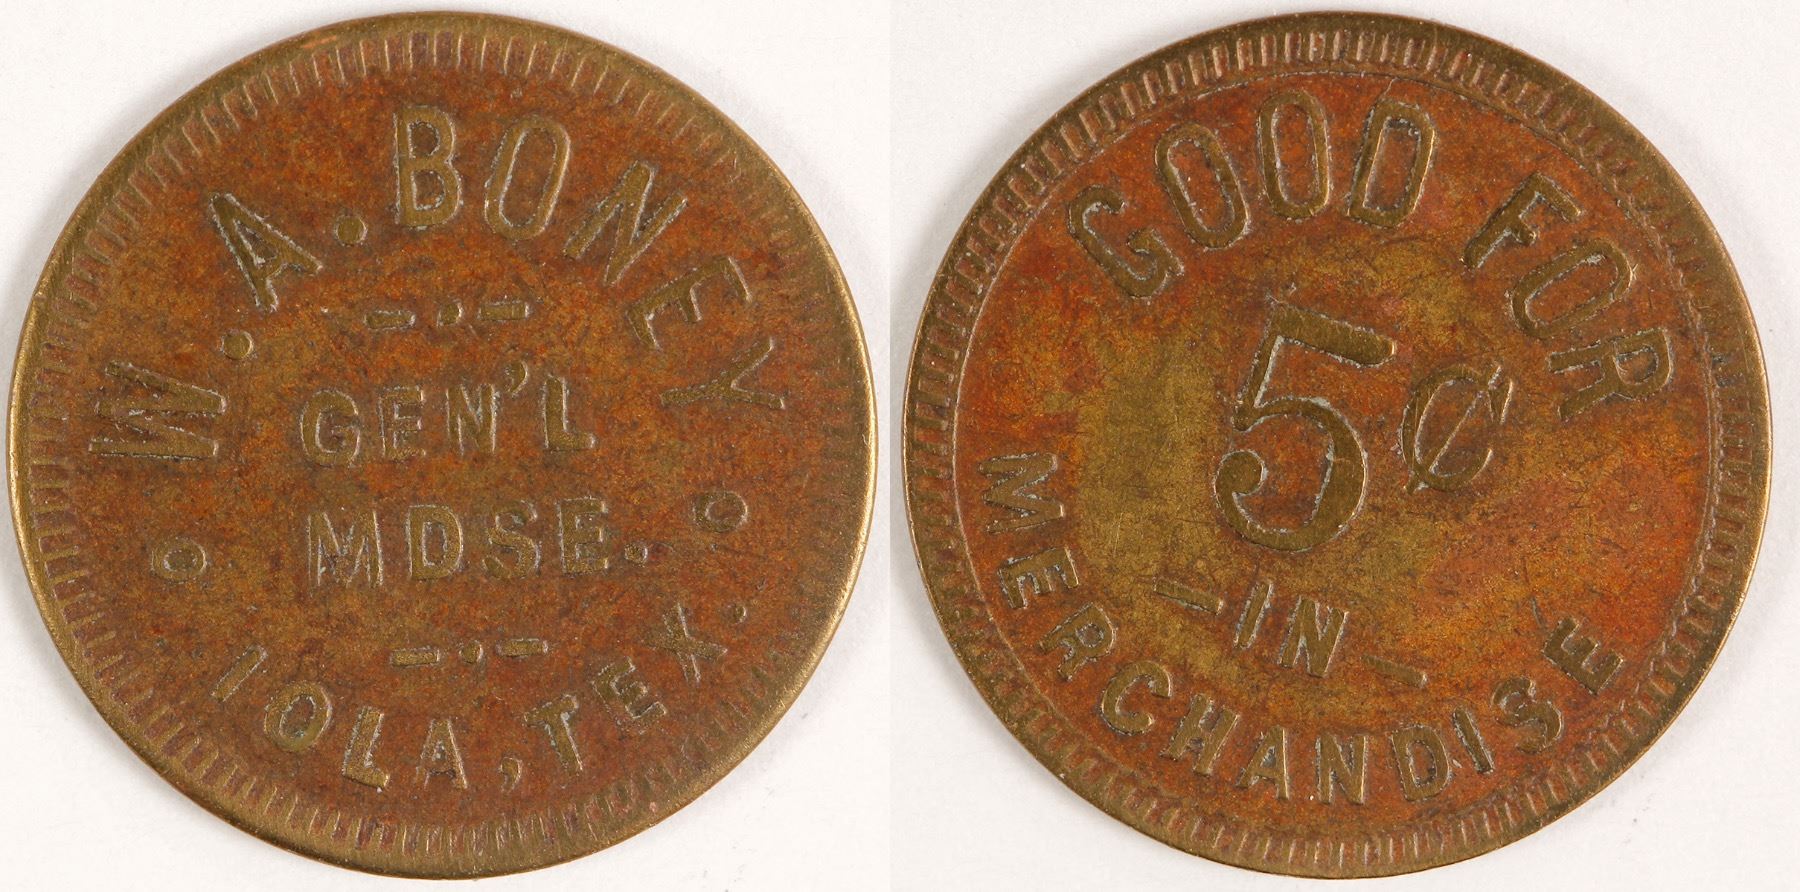 W. A. BONEY
GEN'L
MDSE.
IOLA, TEX.
GOOD FOR
5¢
-IN-
MERCHANDISE